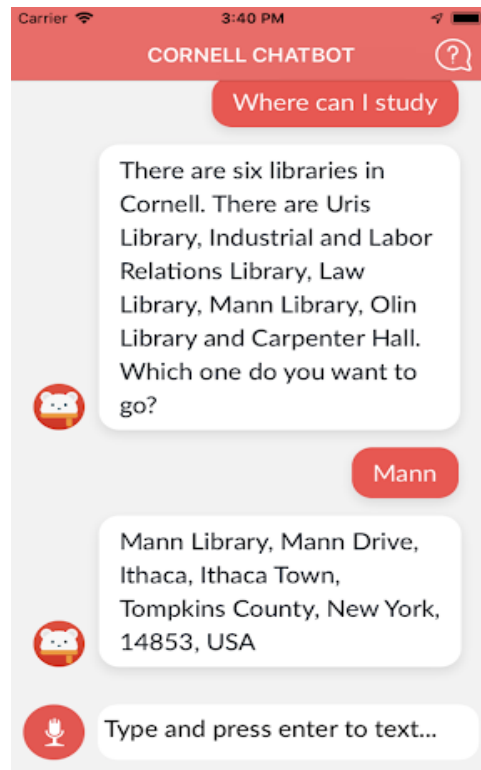 Carrier 3:40 PM
CORNELL CHATBOT
Where can I study
There are six libraries in
Cornell. There are Uris
Library, Industrial and Labor
Relations Library, Law
Library, Mann Library, Olin
Library and Carpenter Hall.
Which one do you want to
go?
Mann
Mann Library, Mann Drive,
Ithaca, Ithaca Town,
Tompkins County, New York,
14853, USA
Type and press enter to text...